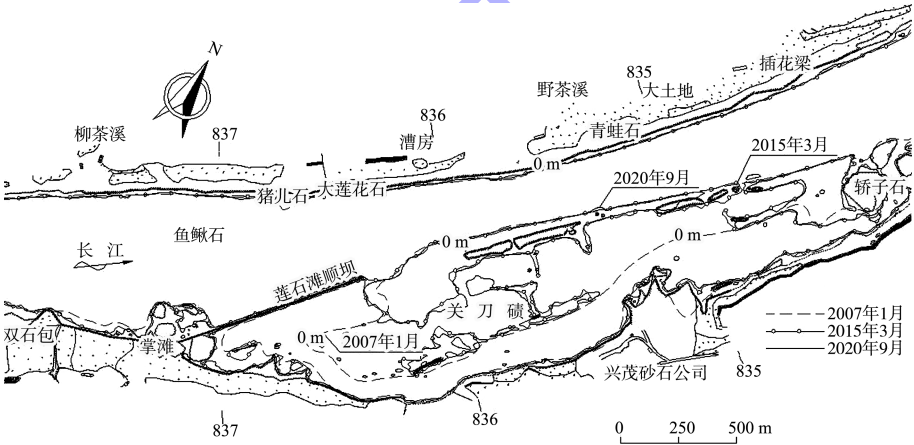 N
插花梁
835
野茶溪
大土地
836
柳茶溪
837
漕房
青蛙石
2015年3月
0 m
2020年9月
大莲花石
猪儿石
轿子石
鱼鳅石
0 m
0 m
长 江
莲石滩顺坝
关 刀 碛
2007年1月
双石包
掌滩
0 m
2007年1月
2015年3月
2020年9月
兴茂砂石公司
835
836
837
0 250 500 m